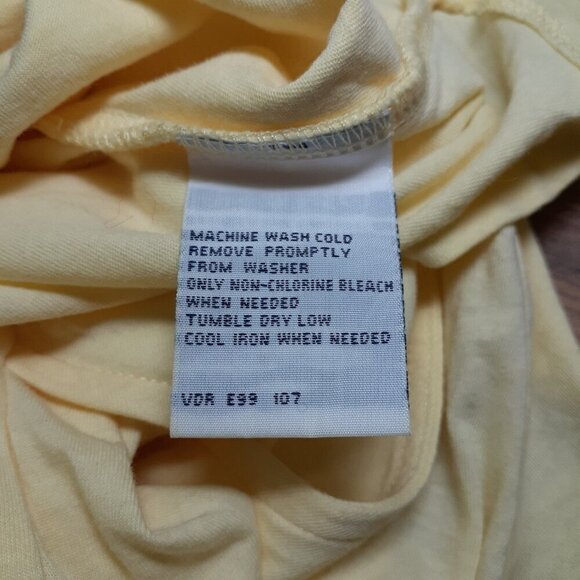 MACHINE WASH COLD
REMOVE PROMPTLY
FROM WASHER
ONLY NON-CHLORINE BLEACH
WHEN NEEDED
TUMBLE DRY LOW
COOL IRON WHEN NEEDED
VDR E99 107